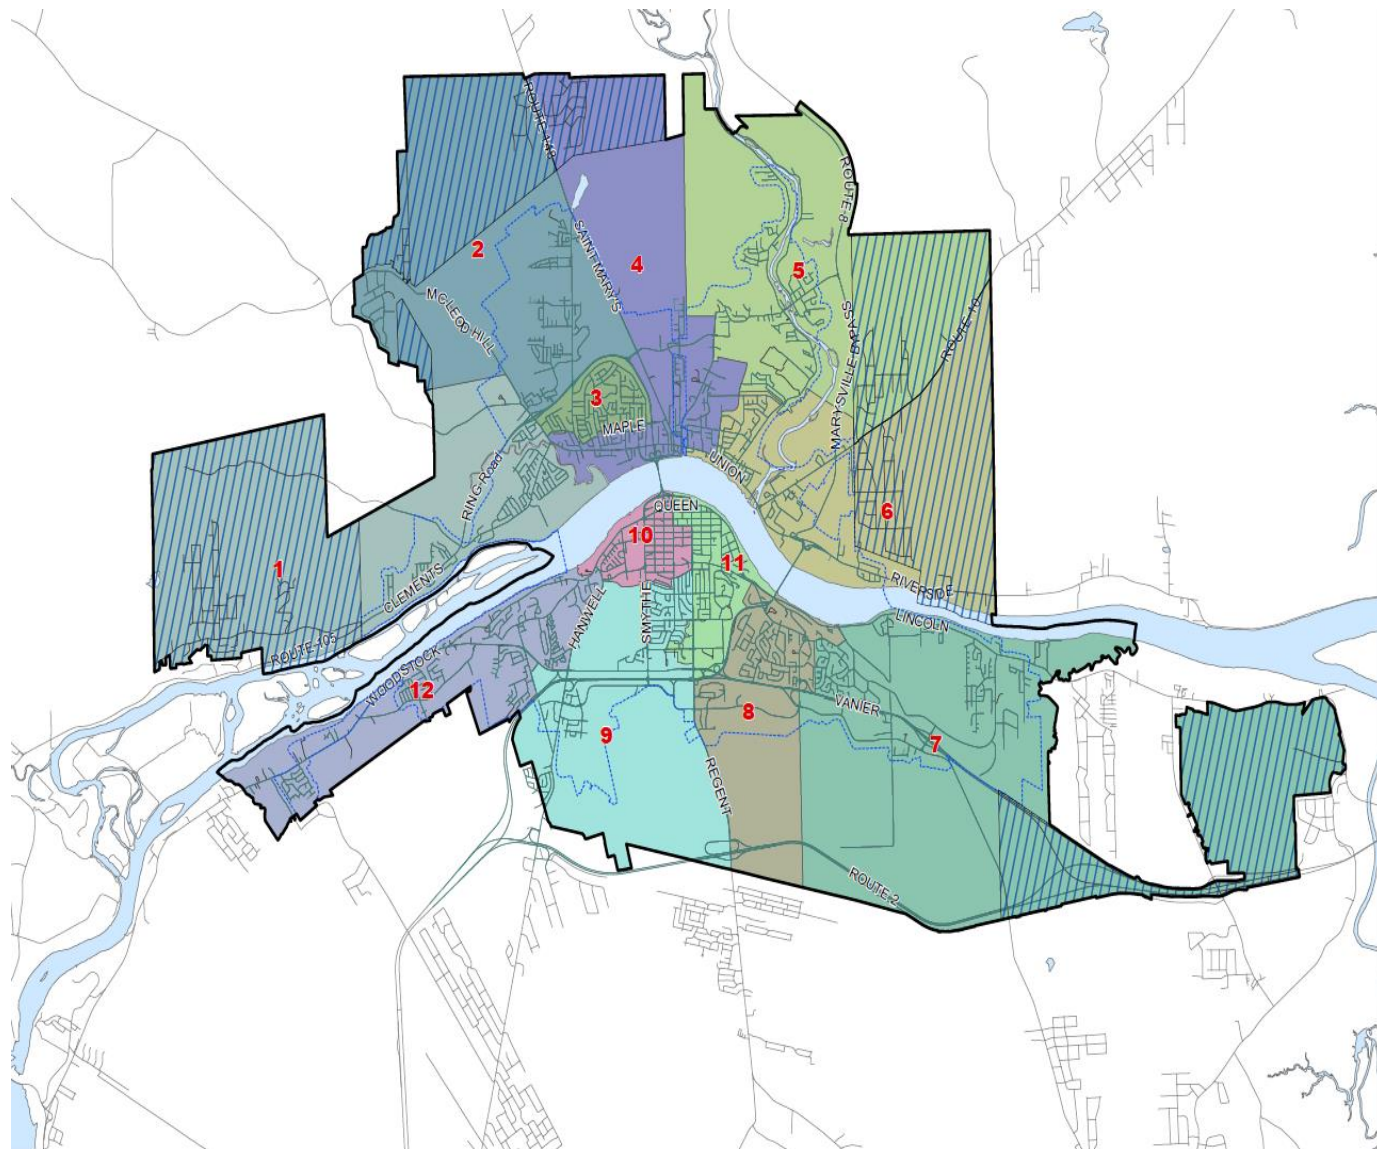 ROUTE 148
ROUTE 8
2
4
5
SAINT MARY'S
MCLEOD HILL
MARYSVILLE BYPASS
ROUTE 10
3
MAPLE
UNION
RING Road
QUEEN
6
10
11
1
CLEMENTS
RIVERSIDE
LINCOLN
HANWELL
SMYTHE
ROUTE 105
WOODSTOCK
12
VANIER
8
9
7
REGENT
ROUTE 2